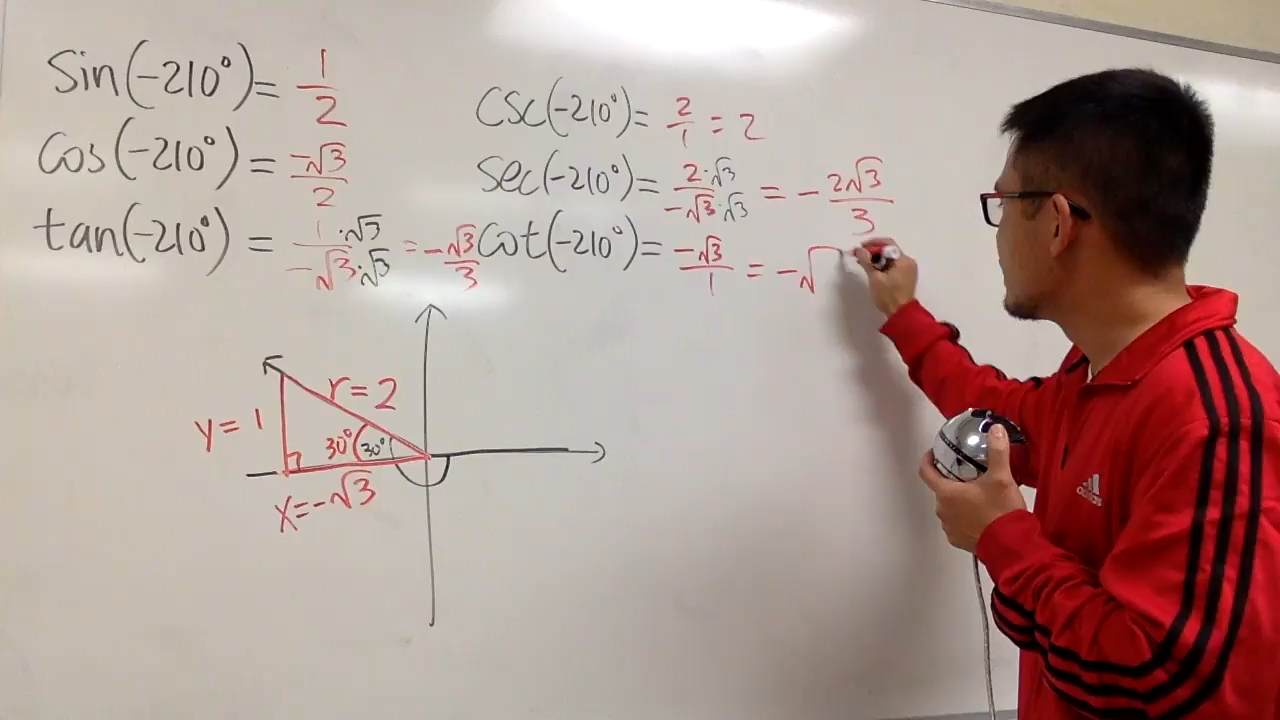 Sin(-210°) = 1/2
Cos(-210°) = -√3/2
tan(-210°) = 1·√3/-√3·√3 = -√3/3
CSC(-210°) = 2/1 = 2
Sec(-210°) = 2·√3/-√3·√3 = -2√3/3
Cot(-210°) = -√3/1 = -√
r = 2
y = 1
30° 30°
x = -√3
adidas